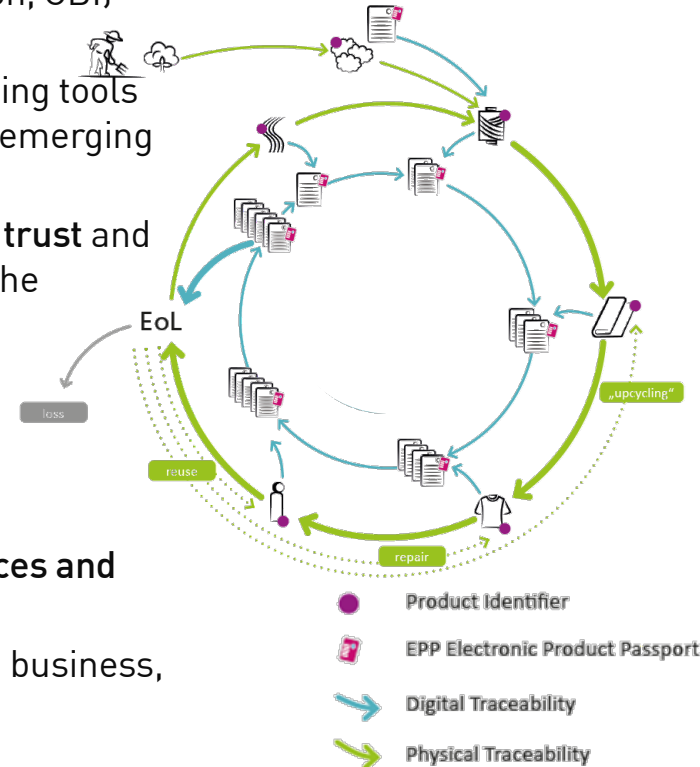 ing tools
emerging
trust and
he
EoL
loss
„upcycling“
reuse
repair
ces and
business,
Product Identifier
EPP Electronic Product Passport
Digital Traceability
Physical Traceability